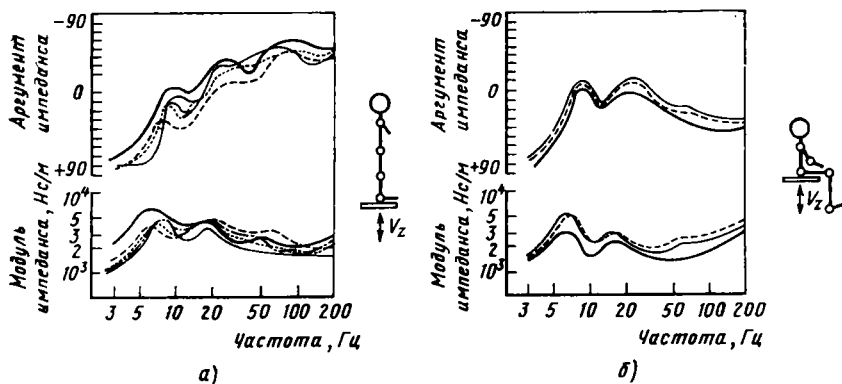 -90
Аргумент
импеданса
0
+90
Модуль
импеданса, Нс/м
10⁴
5
3
2
10³
3 5 10 20 50 100 200
Частота, Гц
Vz
а)
-90
Аргумент
импеданса
0
+90
Модуль
импеданса, Нс/м
10⁴
5
3
2
10³
3 5 10 20 50 100 200
Частота, Гц
Vz
б)